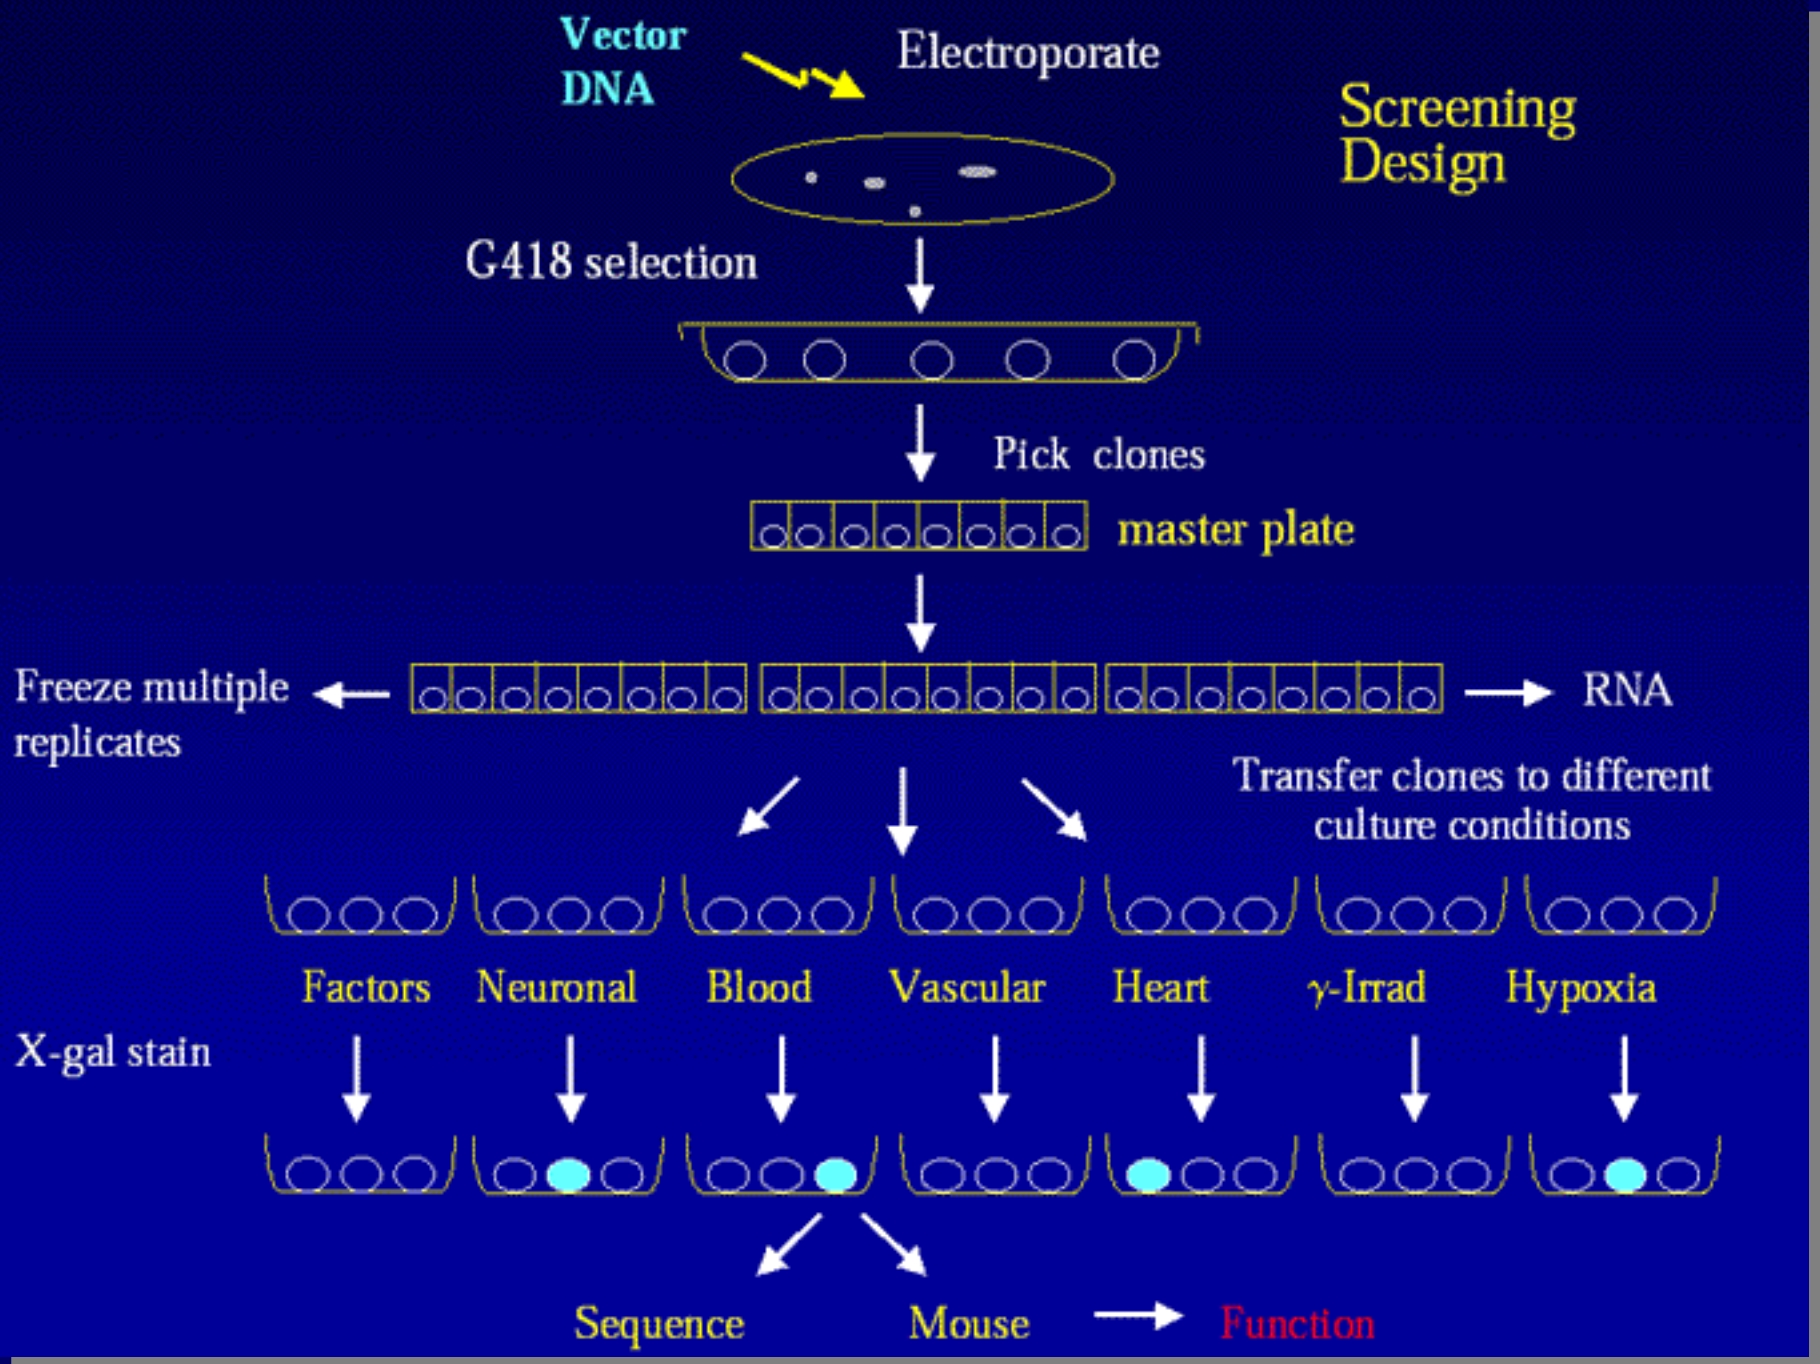 Vector
DNA
Electroporate
Screening
Design
G418 selection
Pick clones
master plate
Freeze multiple
replicates
RNA
Transfer clones to different
culture conditions
Factors Neuronal Blood Vascular Heart γ-Irrad Hypoxia
X-gal stain
Sequence Mouse Function